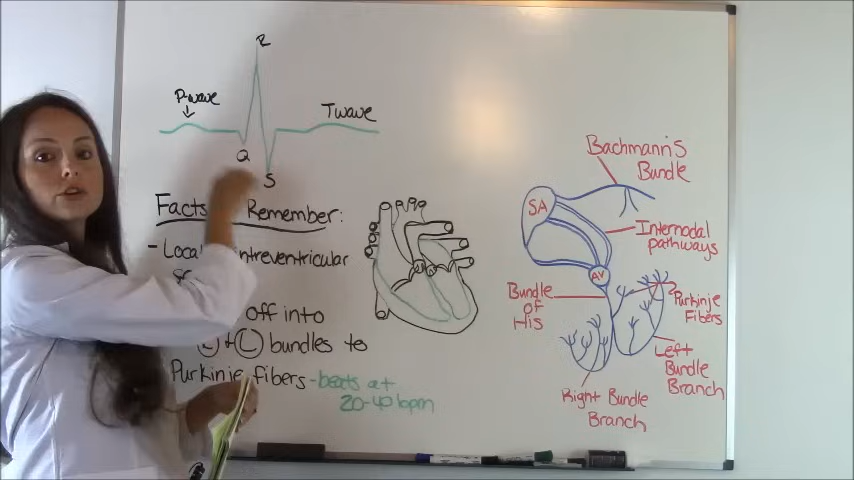 R
P-wave
T wave
Q
S
Facts Remember:
- Local intreventricular
off into
L bundles to
Purkinje fibers - beats at
20-40 bpm
Bachmann's
Bundle
SA
Internodal
pathways
AV
Bundle
of
His
Purkinje
Fibers
Left
Bundle
Branch
Right Bundle
Branch